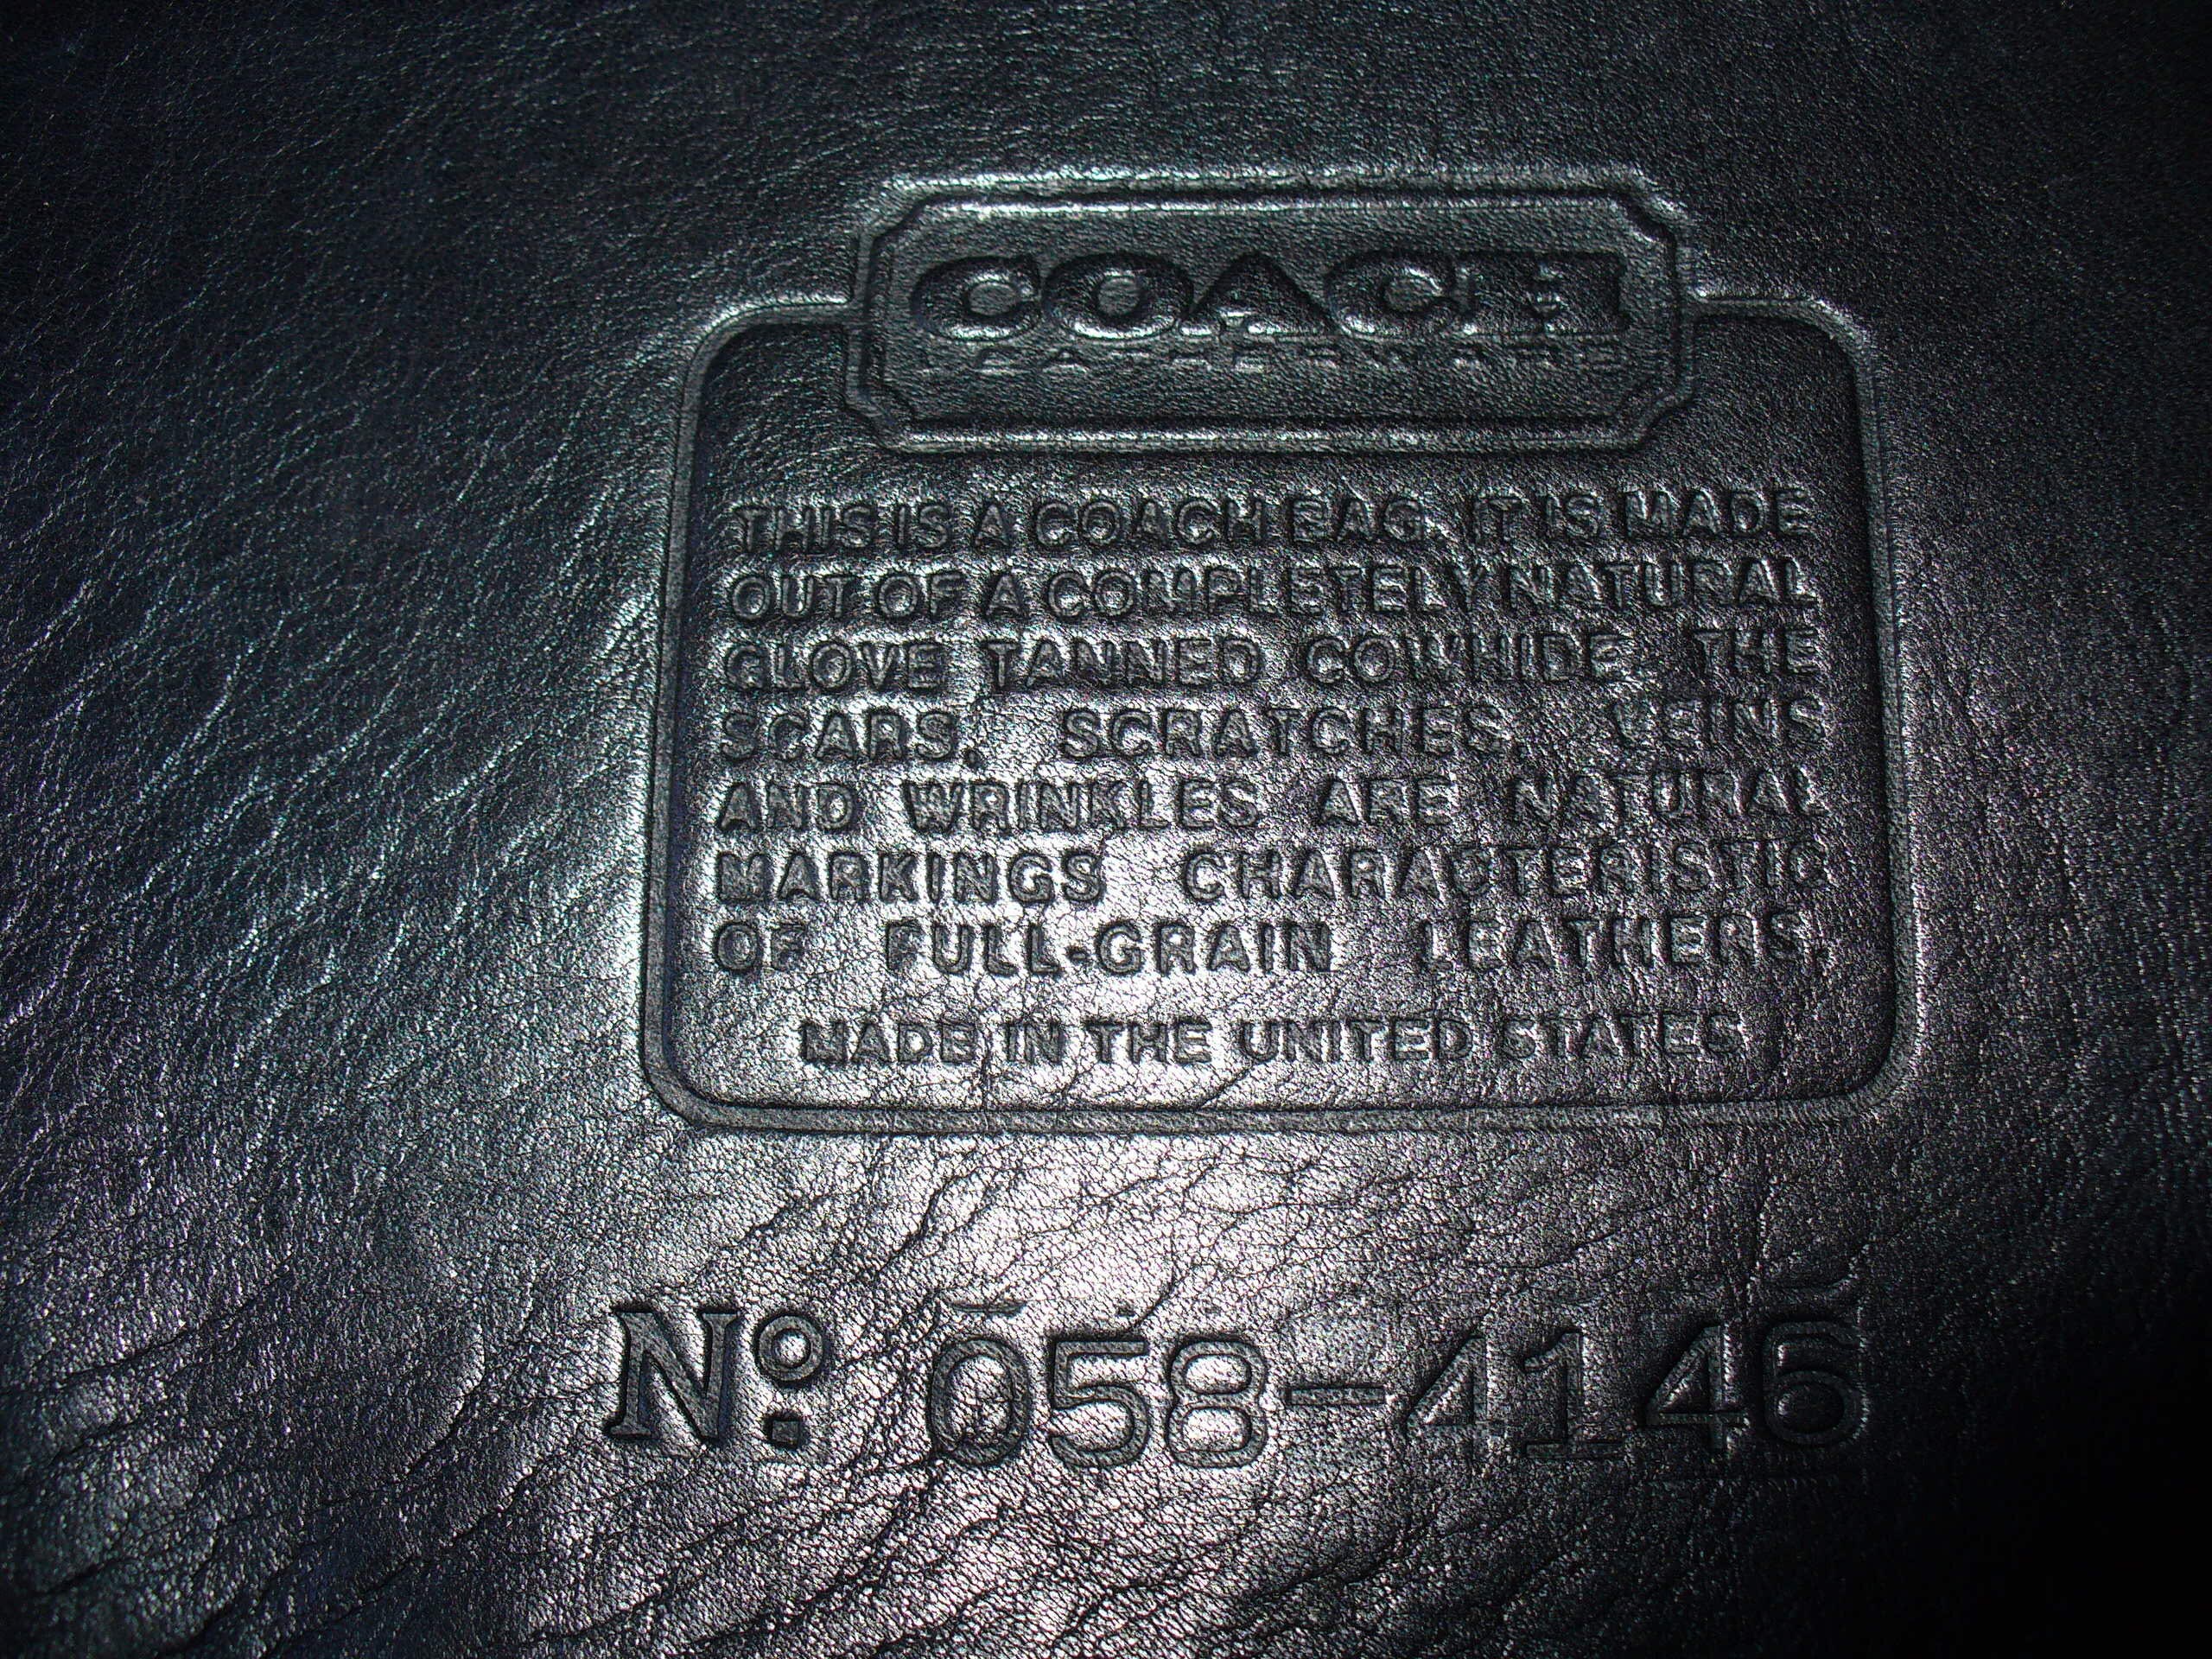 COACH
LEATHERWARE
THIS IS A COACH BAG. IT IS MADE
OUT OF A COMPLETELY NATURAL
GLOVE TANNED COWHIDE. THE
SCARS, SCRATCHES, VEINS
AND WRINKLES ARE NATURAL
MARKINGS CHARACTERISTIC
OF FULL-GRAIN LEATHERS.
MADE IN THE UNITED STATES
No. 058-4146